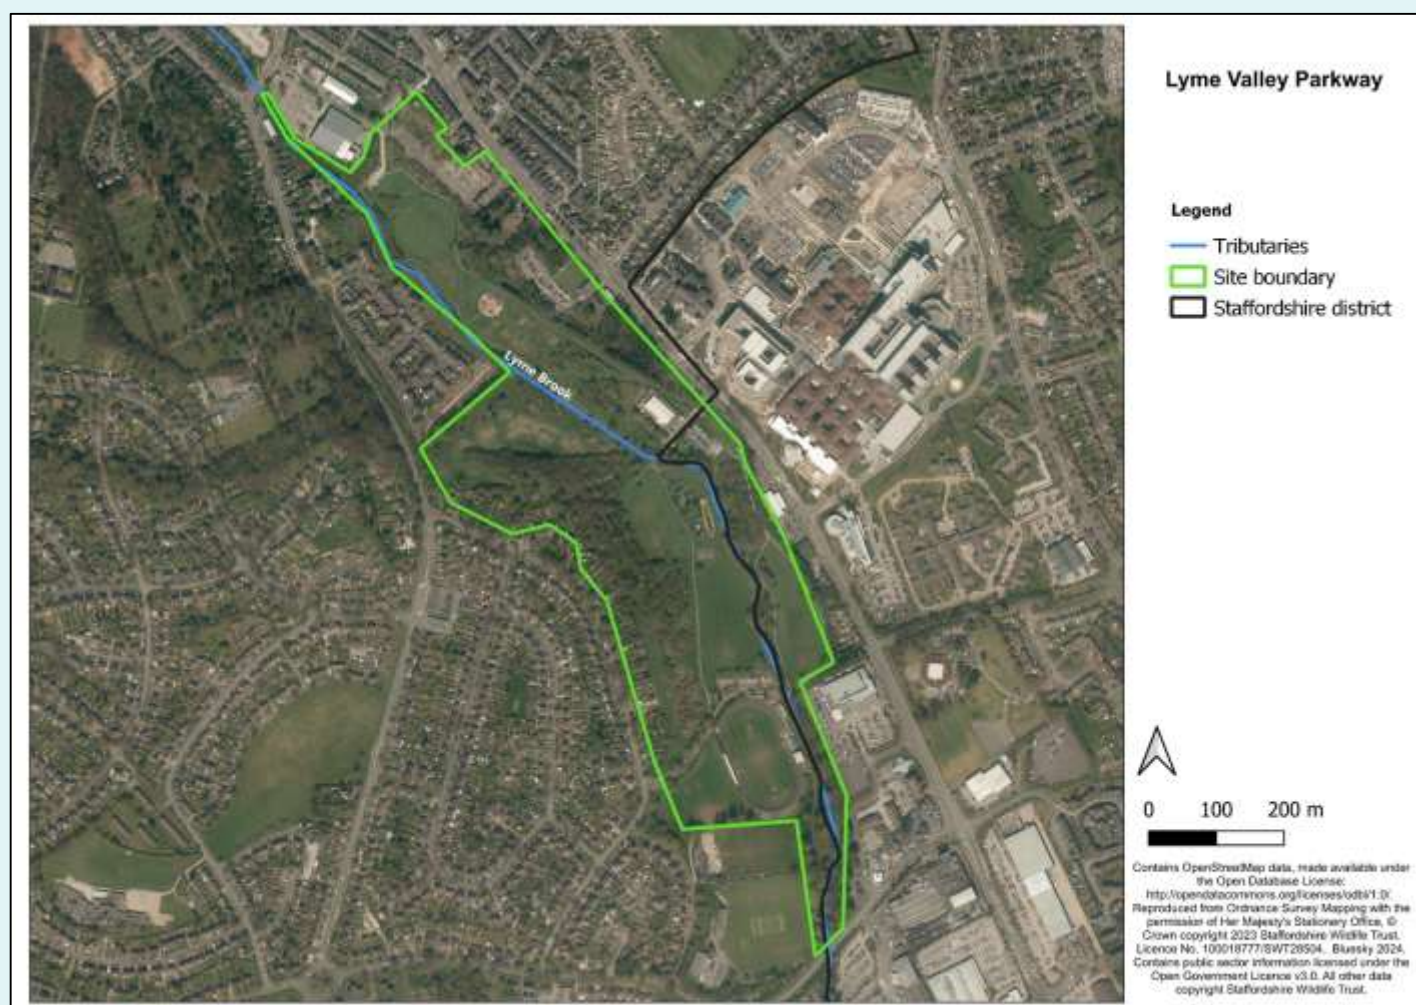 Lyme Valley Parkway
Legend
Tributaries
Site boundary
Staffordshire district
Lyme Brook
0 100 200 m
Contains OpenStreetMap data, made available under
the Open Database License:
http://opendatacommons.org/licenses/odbl/1.0/.
Reproduced from Ordnance Survey Mapping with the
permission of Her Majesty's Stationery Office, ©
Crown copyright 2023 Staffordshire Wildlife Trust.
Licence No. 100018777/SWT28504. Bluesky 2024.
Contains public sector information licensed under the
Open Government Licence v3.0. All other data
copyright Staffordshire Wildlife Trust.